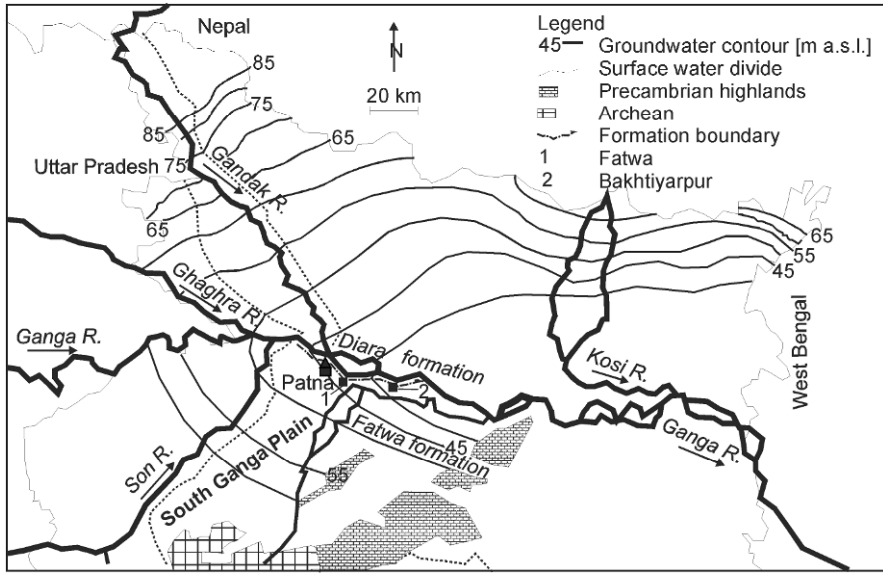 Nepal
N
20 km
Legend
45 Groundwater contour [m a.s.l.]
Surface water divide
Precambrian highlands
Archean
Formation boundary
1 Fatwa
2 Bakhtiyarpur
85
75
85
65
Uttar Pradesh 75
Gandak R.
65
65
55
45
Ghaghra R.
Ganga R.
Diara formation
Patna
1
2
Kosi R.
West Bengal
Son R.
South Ganga Plain
Fatwa formation
45
55
Ganga R.